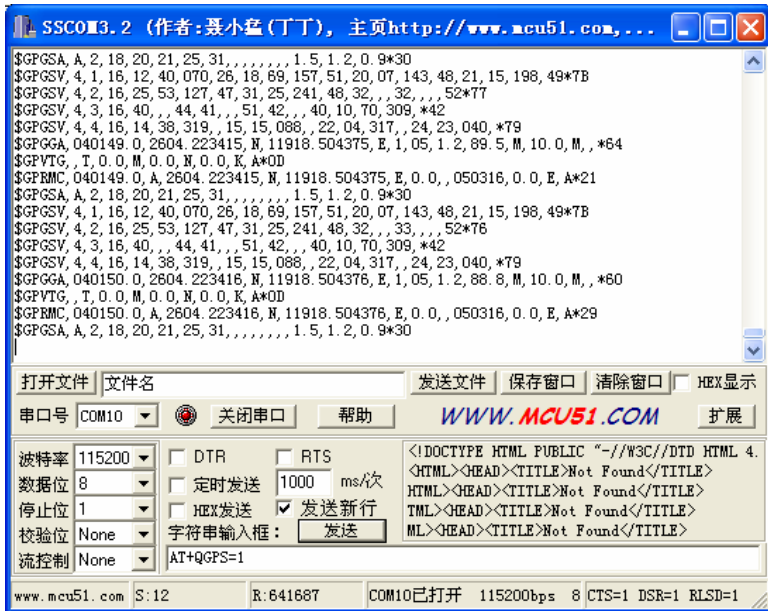 SSCOM3.2 (作者:聂小猛(丁丁), 主页http://www.mcu51.com,...
$GPGSA,A,2,18,20,21,25,31,,,,,,,,1.5,1.2,0.9*30
$GPGSV,4,1,16,12,40,070,26,18,69,157,51,20,07,143,48,21,15,198,49*7B
$GPGSV,4,2,16,25,53,127,47,31,25,241,48,32,,,32,,,,52*77
$GPGSV,4,3,16,40,,,44,41,,,51,42,,,40,10,70,309,*42
$GPGSV,4,4,16,14,38,319,,15,15,088,,22,04,317,,24,23,040,*79
$GPGGA,040149.0,2604.223415,N,11918.504375,E,1,05,1.2,89.5,M,10.0,M,,*64
$GPVTG,,T,0.0,M,0.0,N,0.0,K,A*0D
$GPRMC,040149.0,A,2604.223415,N,11918.504375,E,0.0,,050316,0.0,E,A*21
$GPGSA,A,2,18,20,21,25,31,,,,,,,,1.5,1.2,0.9*30
$GPGSV,4,1,16,12,40,070,26,18,69,157,51,20,07,143,48,21,15,198,49*7B
$GPGSV,4,2,16,25,53,127,47,31,25,241,48,32,,,33,,,,52*76
$GPGSV,4,3,16,40,,,44,41,,,51,42,,,40,10,70,309,*42
$GPGSV,4,4,16,14,38,319,,15,15,088,,22,04,317,,24,23,040,*79
$GPGGA,040150.0,2604.223416,N,11918.504376,E,1,05,1.2,88.8,M,10.0,M,,*60
$GPVTG,,T,0.0,M,0.0,N,0.0,K,A*0D
$GPRMC,040150.0,A,2604.223416,N,11918.504376,E,0.0,,050316,0.0,E,A*29
$GPGSA,A,2,18,20,21,25,31,,,,,,,,1.5,1.2,0.9*30
打开文件 文件名 发送文件 保存窗口 清除窗口 HEX显示
串口号 COM10 关闭串口 帮助 WWW.MCU51.COM 扩展
波特率 115200 DTR RTS
数据位 8 定时发送 1000 ms/次
停止位 1 HEX发送 发送新行
校验位 None 字符串输入框: 发送
流控制 None AT+QGPS=1
<!DOCTYPE HTML PUBLIC "-//W3C//DTD HTML 4.
<HTML><HEAD><TITLE>Not Found</TITLE>
HTML><HEAD><TITLE>Not Found</TITLE>
TML><HEAD><TITLE>Not Found</TITLE>
ML><HEAD><TITLE>Not Found</TITLE>
www.mcu51.com S:12 R:641687 COM10已打开 115200bps 8 CTS=1 DSR=1 RLSD=1